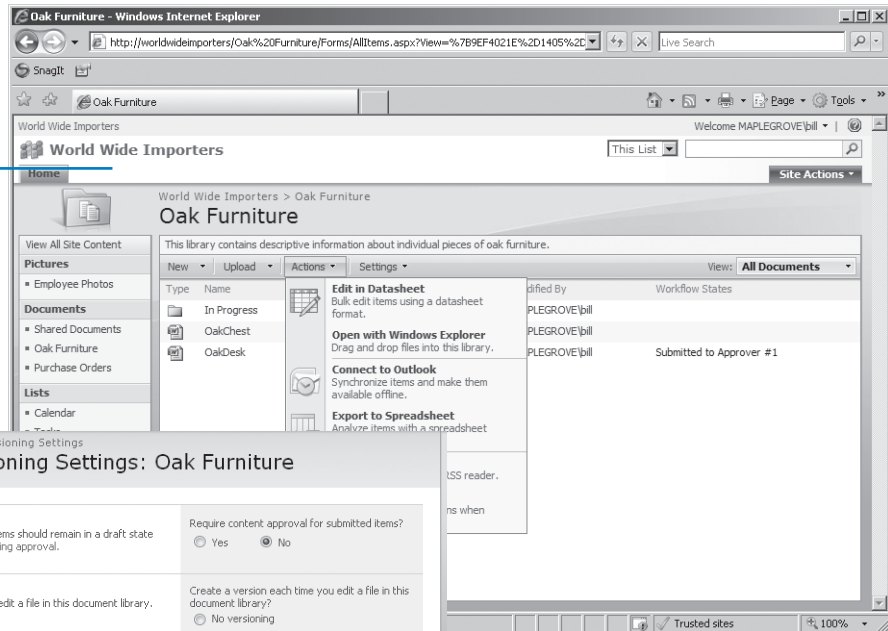 Oak Furniture - Windows Internet Explorer
http://worldwideimporters/Oak%20Furniture/Forms/AllItems.aspx?View=%7B9EF4021E%2D1405%2D
Live Search
SnagIt
Oak Furniture
Page
Tools
World Wide Importers
Welcome MAPLEGROVE\bill
World Wide Importers
This List
Home
Site Actions
World Wide Importers > Oak Furniture
Oak Furniture
View All Site Content
This library contains descriptive information about individual pieces of oak furniture.
Pictures
New Upload Actions Settings
View: All Documents
Employee Photos
Type Name
dified By Workflow States
Documents
Shared Documents
Oak Furniture
Purchase Orders
Lists
Calendar
In Progress
PLEGROVE\bill
OakChest
PLEGROVE\bill
OakDesk
PLEGROVE\bill
Submitted to Approver #1
Edit in Datasheet
Bulk edit items using a datasheet
format.
Open with Windows Explorer
Drag and drop files into this library.
Connect to Outlook
Synchronize items and make them
available offline.
Export to Spreadsheet
Analyze items with a spreadsheet
RSS reader.
ns when
sioning Settings
oning Settings: Oak Furniture
ems should remain in a draft state
ing approval.
Require content approval for submitted items?
Yes No
edit a file in this document library.
Create a version each time you edit a file in this
document library?
No versioning
Trusted sites
100%